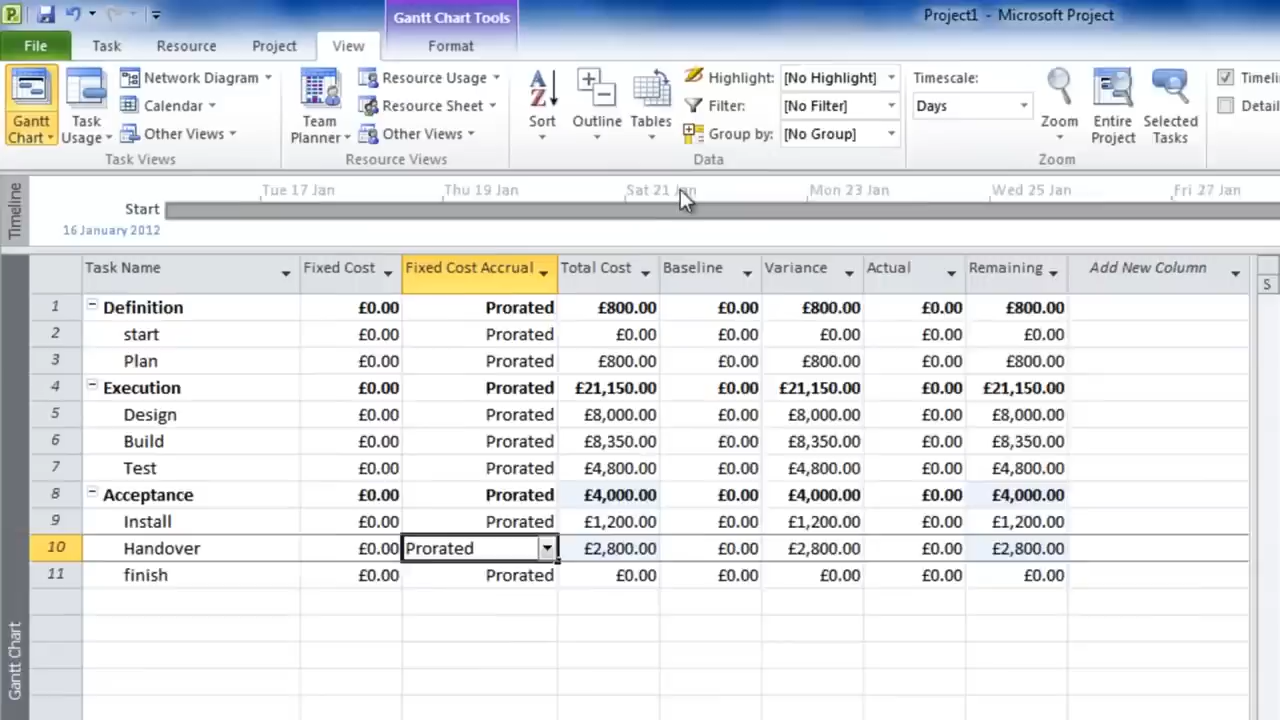 Project1 - Microsoft Project
Gantt Chart Tools
File Task Resource Project View Format
Gantt Chart
Task Usage
Network Diagram
Calendar
Other Views
Task Views
Team Planner
Resource Usage
Resource Sheet
Other Views
Resource Views
Sort
Outline
Tables
Highlight: [No Highlight]
Filter: [No Filter]
Group by: [No Group]
Data
Timescale:
Days
Zoom
Entire Project
Selected Tasks
Zoom
Timeline
Tue 17 Jan Thu 19 Jan Sat 21 Jan Mon 23 Jan Wed 25 Jan Fri 27 Jan
Start
16 January 2012
Task Name Fixed Cost Fixed Cost Accrual Total Cost Baseline Variance Actual Remaining Add New Column
S
1 Definition £0.00 Prorated £800.00 £0.00 £800.00 £0.00 £800.00
2 start £0.00 Prorated £0.00 £0.00 £0.00 £0.00 £0.00
3 Plan £0.00 Prorated £800.00 £0.00 £800.00 £0.00 £800.00
4 Execution £0.00 Prorated £21,150.00 £0.00 £21,150.00 £0.00 £21,150.00
5 Design £0.00 Prorated £8,000.00 £0.00 £8,000.00 £0.00 £8,000.00
6 Build £0.00 Prorated £8,350.00 £0.00 £8,350.00 £0.00 £8,350.00
7 Test £0.00 Prorated £4,800.00 £0.00 £4,800.00 £0.00 £4,800.00
8 Acceptance £0.00 Prorated £4,000.00 £0.00 £4,000.00 £0.00 £4,000.00
9 Install £0.00 Prorated £1,200.00 £0.00 £1,200.00 £0.00 £1,200.00
10 Handover £0.00 Prorated £2,800.00 £0.00 £2,800.00 £0.00 £2,800.00
11 finish £0.00 Prorated £0.00 £0.00 £0.00 £0.00 £0.00
Gantt Chart